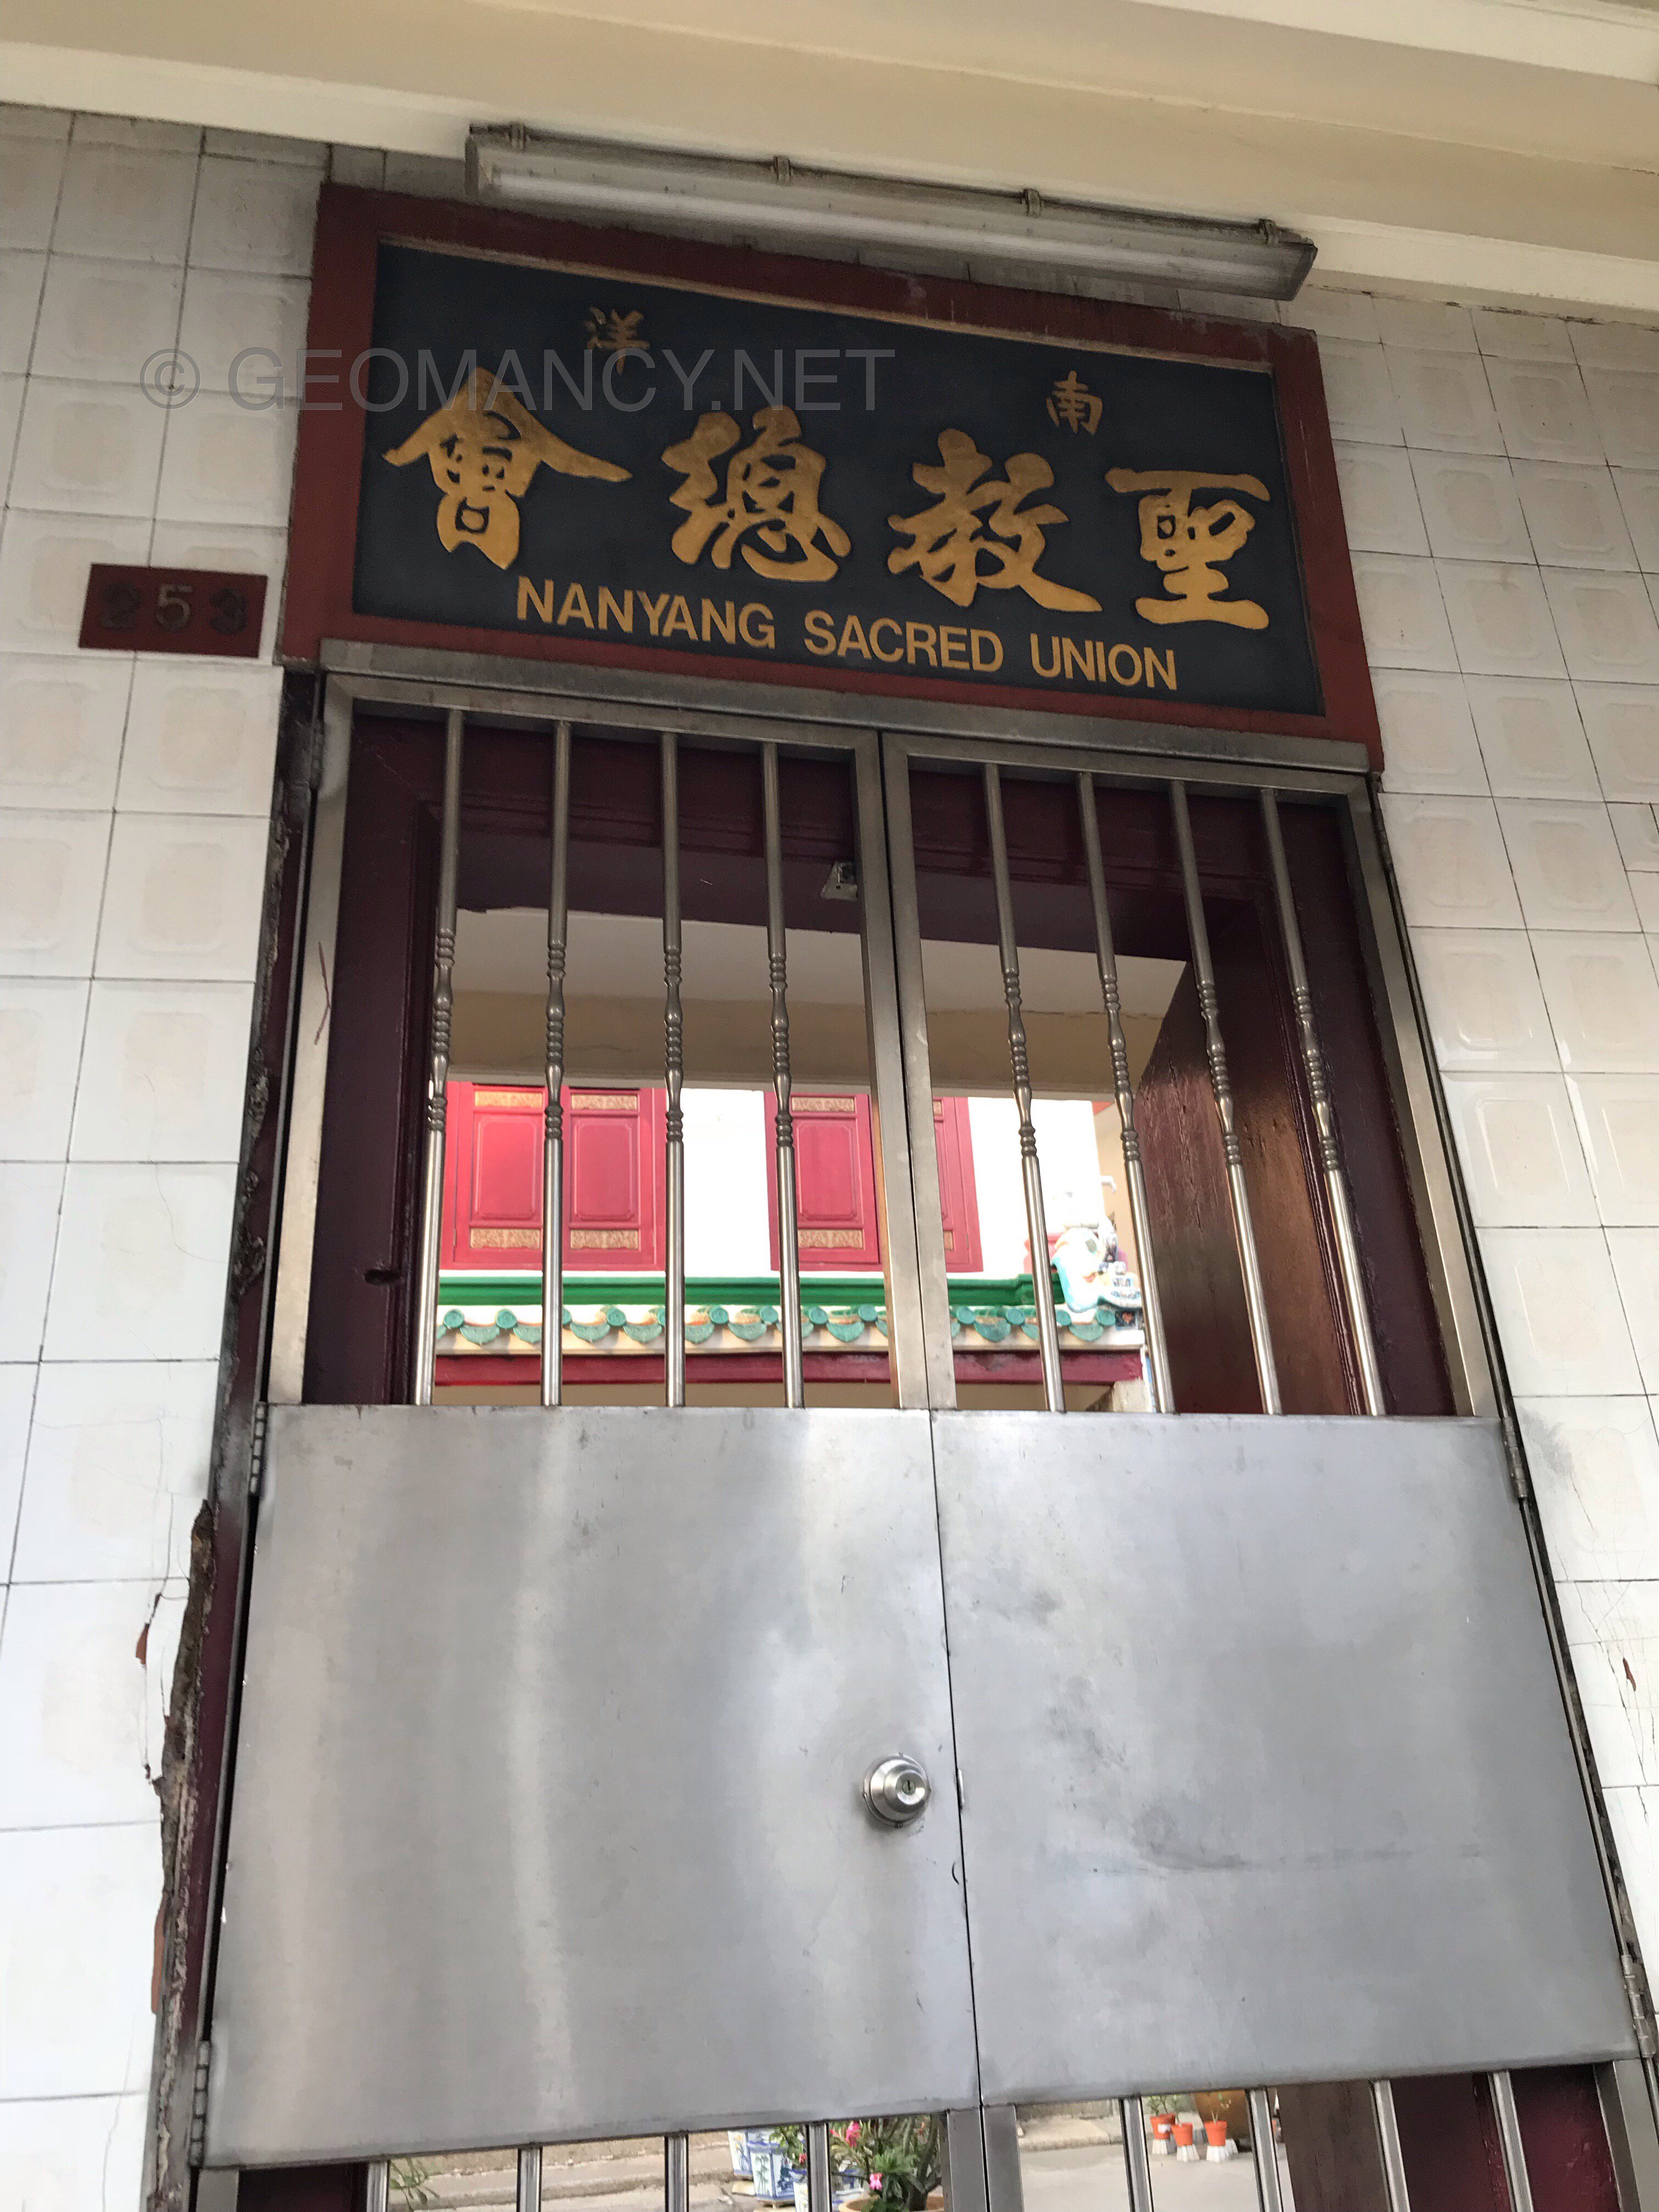 © GEOMANCY.NET
南洋
聖教總會
NANYANG SACRED UNION
253